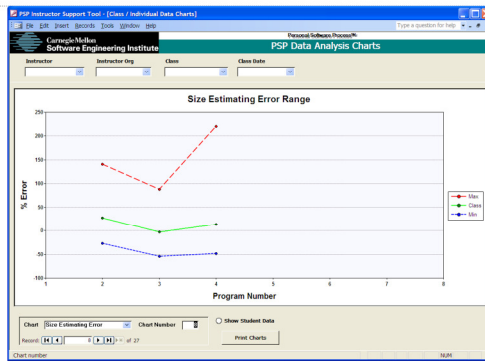 PSP Instructor Support Tool - [Class / Individual Data Charts]
File Edit Insert Records Tools Window Help
Type a question for help
Carnegie Mellon
Software Engineering Institute
Personal Software Process℠
PSP Data Analysis Charts
Instructor
Instructor Org
Class
Class Date
Size Estimating Error Range
250
200
150
100
50
0
-50
-100
% Error
1 2 3 4 5 6 7 8
Program Number
Max
Class
Min
Chart Size Estimating Error Chart Number
Show Student Data
Record: 8 of 27
Print Charts
Chart number
NUM